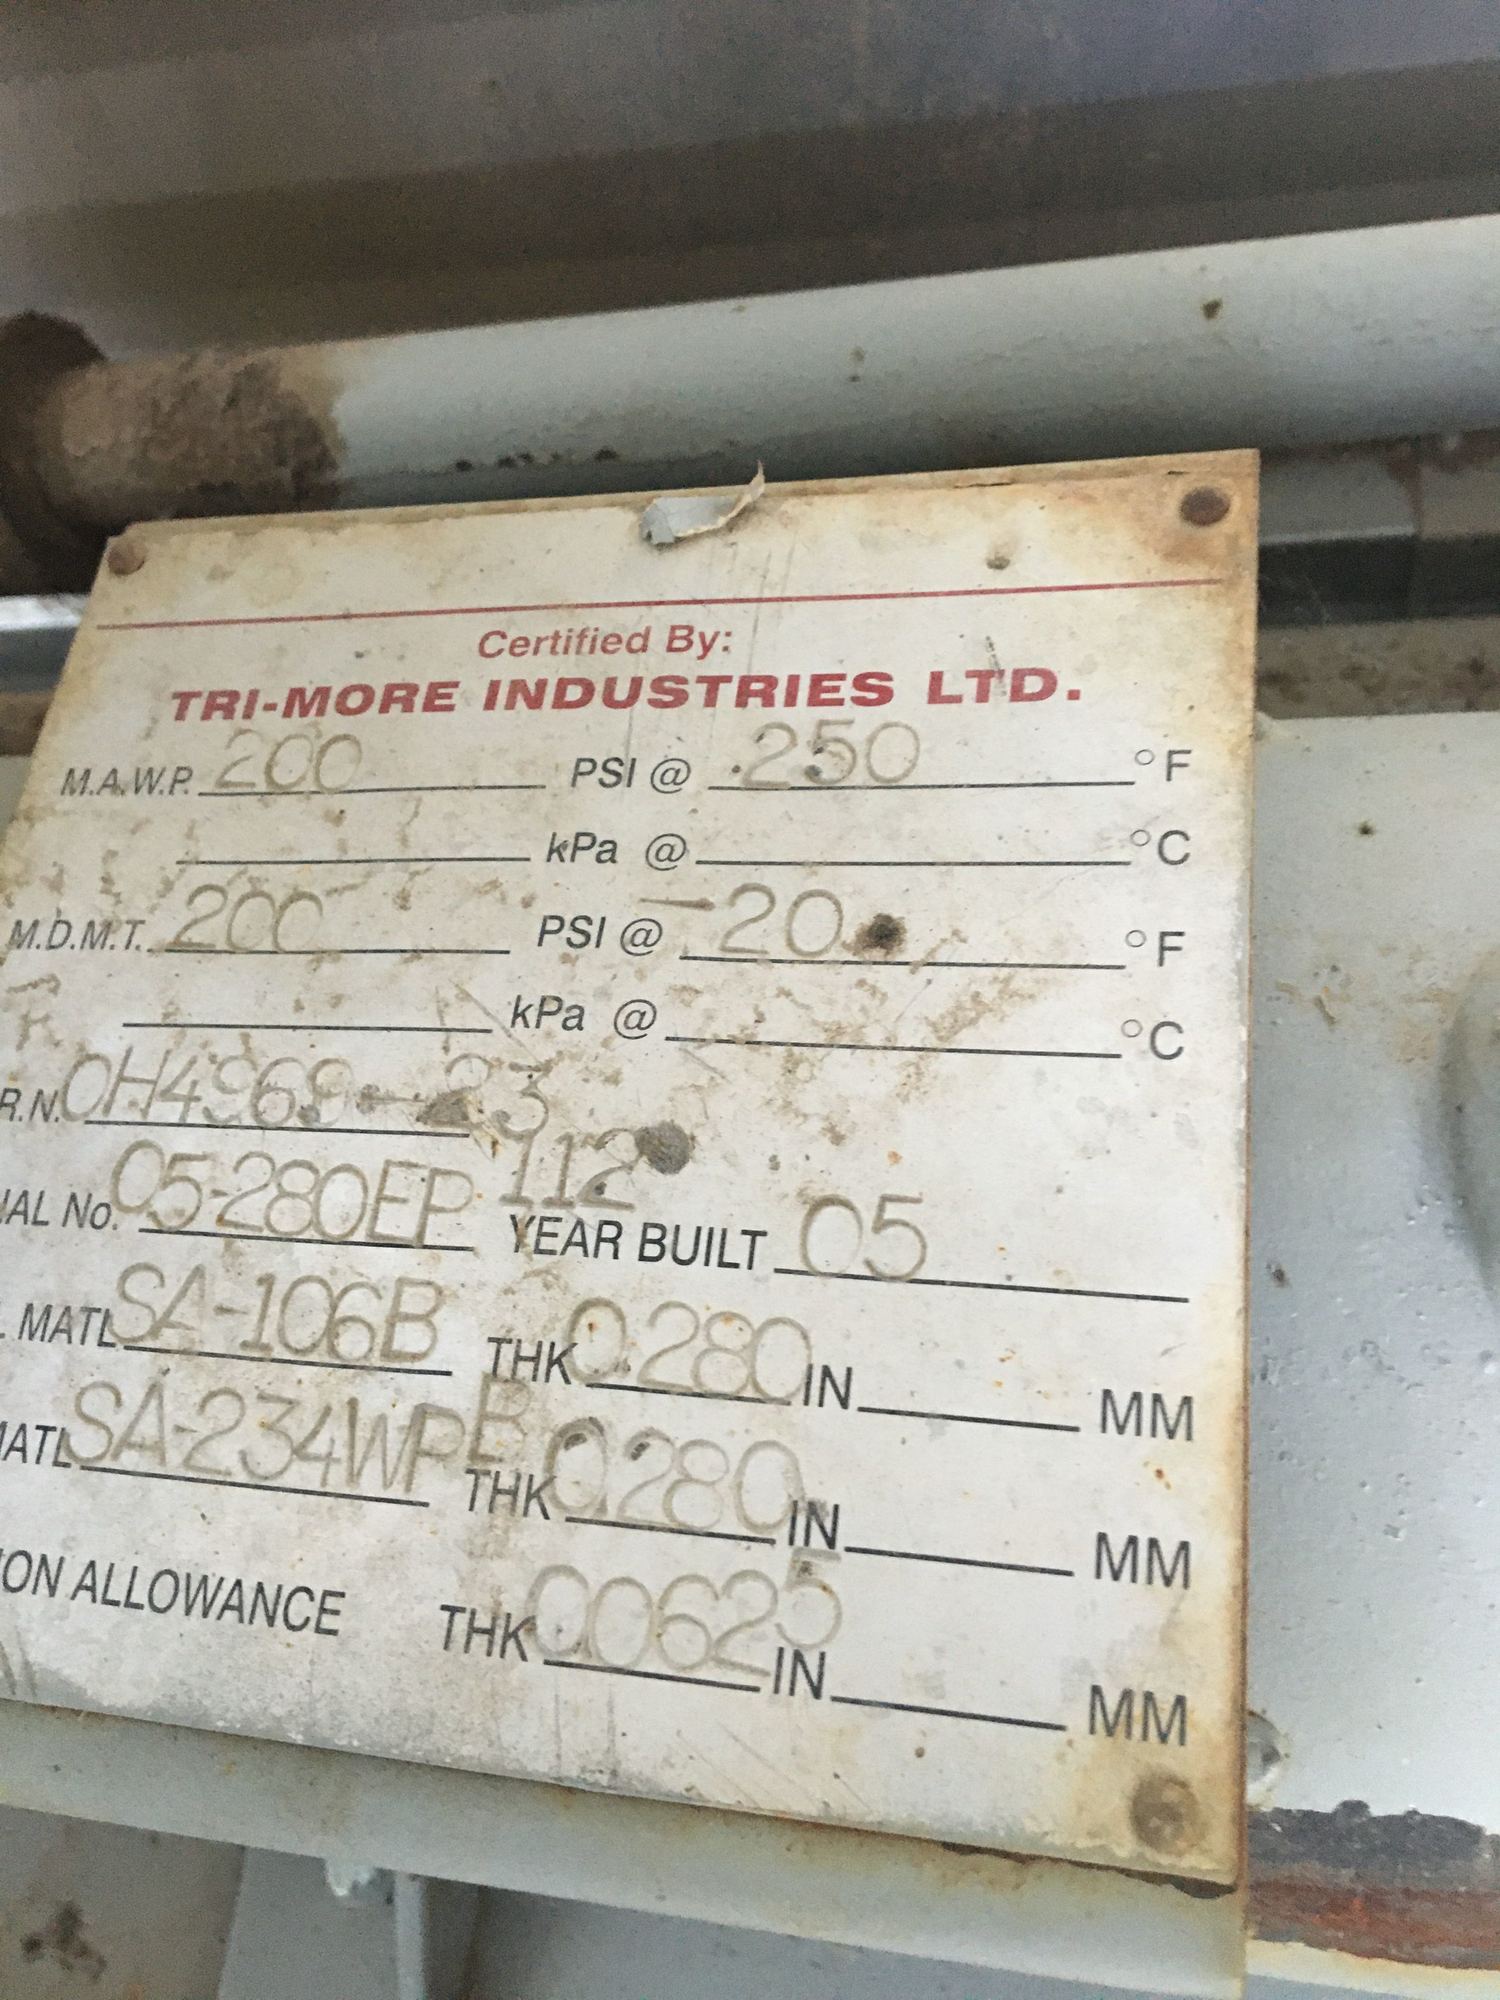 Certified By:
TRI-MORE INDUSTRIES LTD.
M.A.W.P. 200 PSI @ 250 °F
kPa @ °C
M.D.M.T. 200 PSI @ -20 °F
kPa @ °C
R.N. 23
IAL No. 05-280EP 112 YEAR BUILT 05
L MATL SA-106B THK 0.280 IN MM
MATL SA-234WPB THK 0.280 IN MM
ION ALLOWANCE THK 0.0625 IN MM